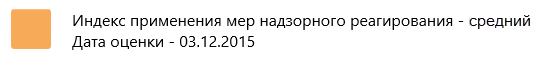 Индекс применения мер надзорного реагирования - средний
Дата оценки - 03.12.2015